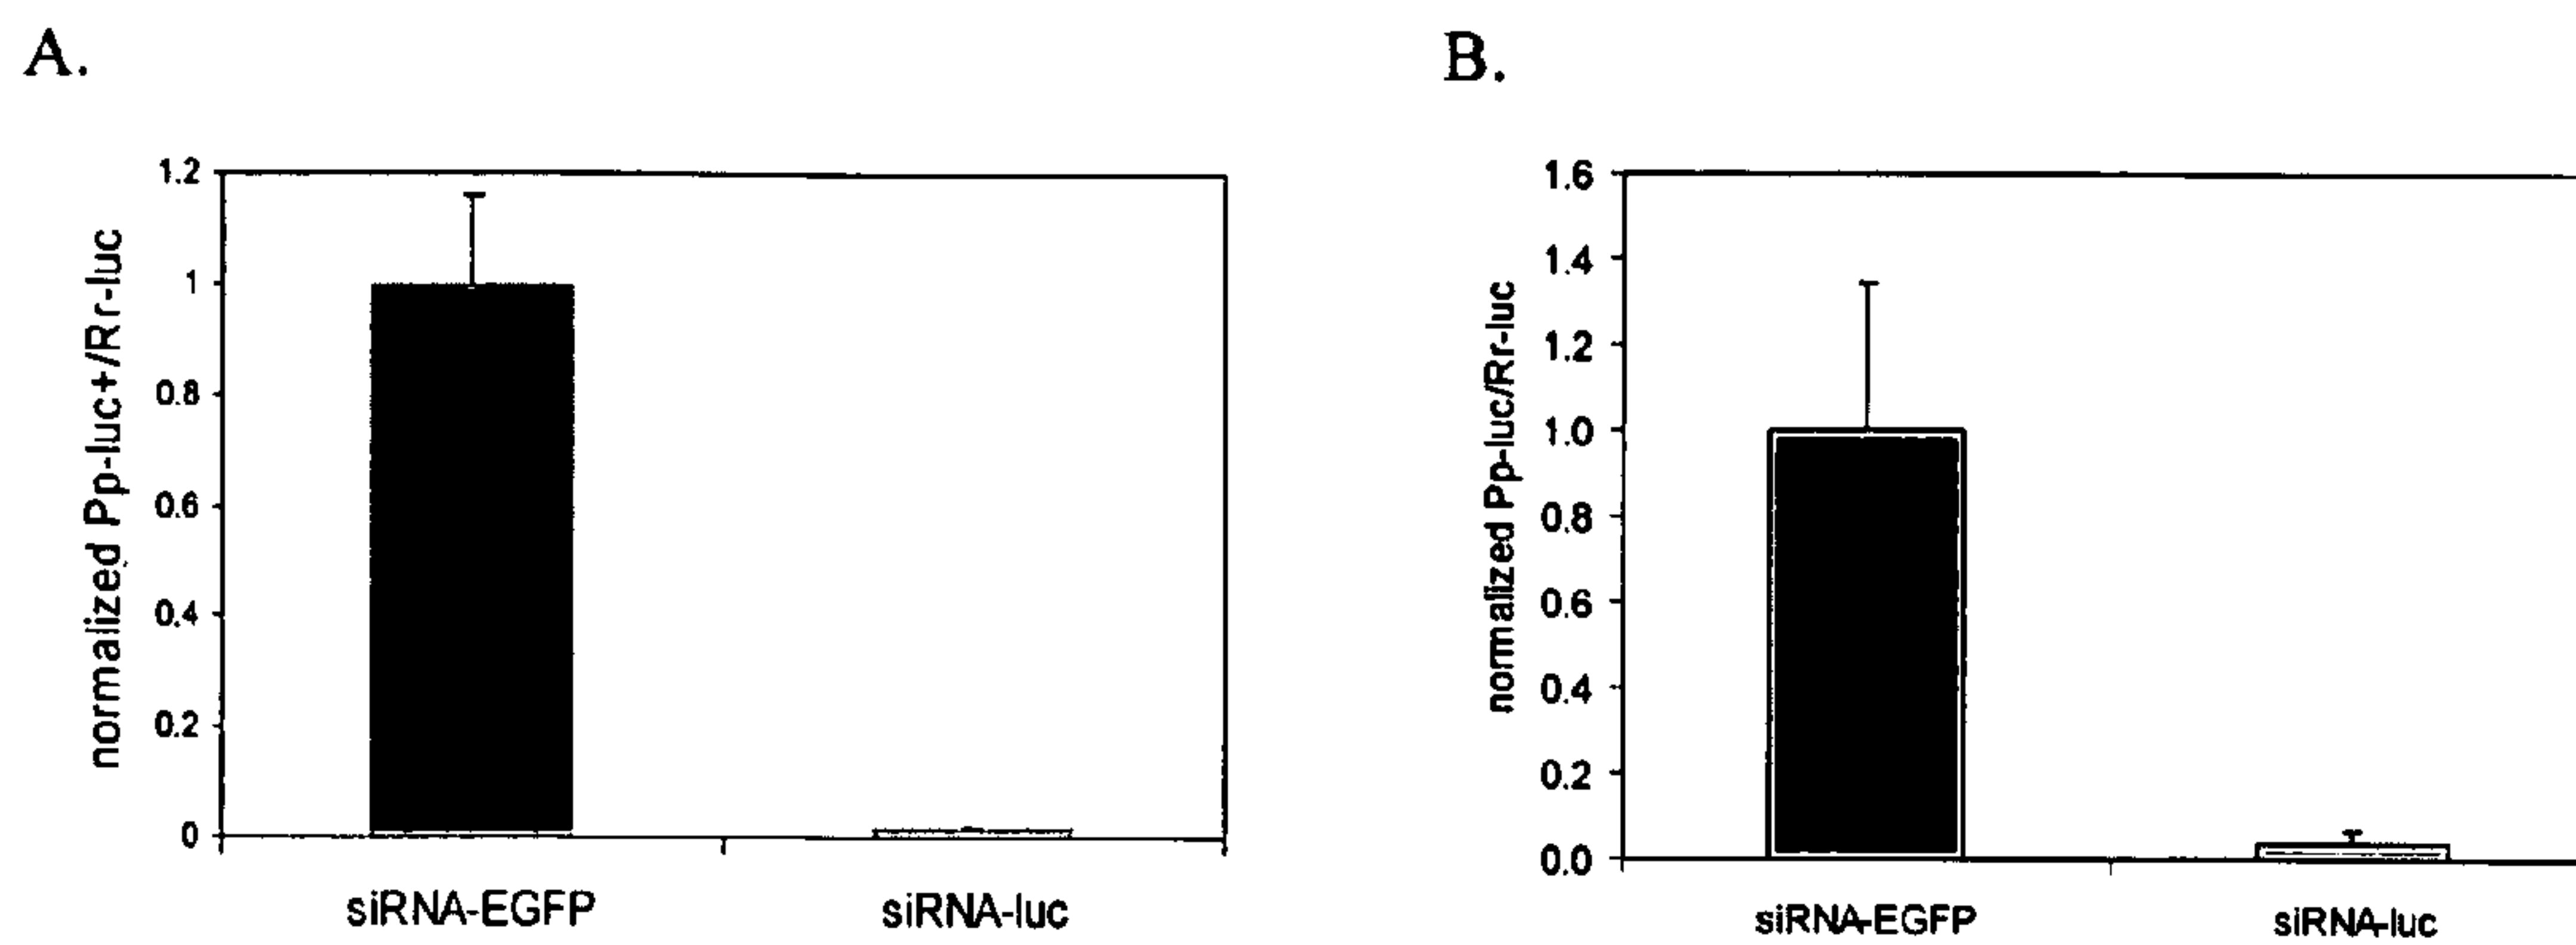 A.
normalized Pp-luc+/Rr-luc
1.2
1
0.8
0.6
0.4
0.2
0
siRNA-EGFP
siRNA-luc
B.
normalized Pp-luc/Rr-luc
1.6
1.4
1.2
1.0
0.8
0.6
0.4
0.2
0.0
siRNA-EGFP
siRNA-luc